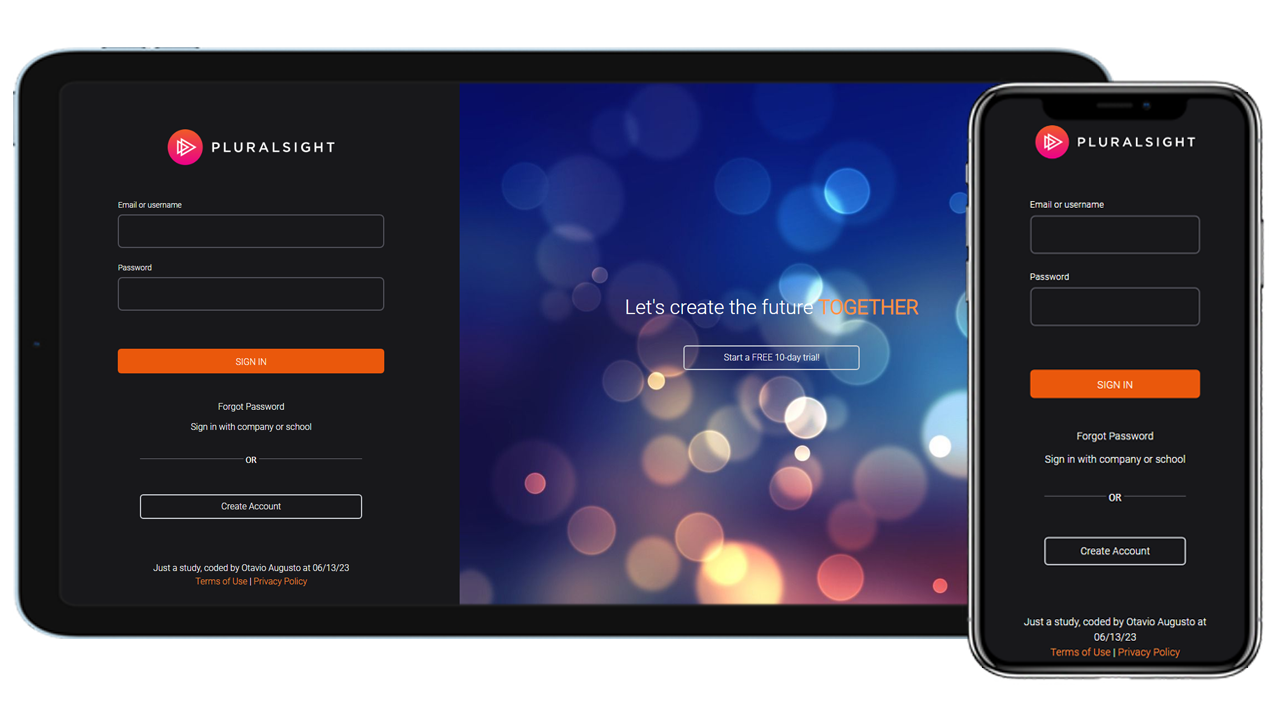 PLURALSIGHT
Email or username
Password
SIGN IN
Forgot Password
Sign in with company or school
OR
Create Account
Just a study, coded by Otavio Augusto at 06/13/23
Terms of Use | Privacy Policy
Let's create the future TOGETHER
Start a FREE 10-day trial!
PLURALSIGHT
Email or username
Password
SIGN IN
Forgot Password
Sign in with company or school
OR
Create Account
Just a study, coded by Otavio Augusto at
06/13/23
Terms of Use | Privacy Policy